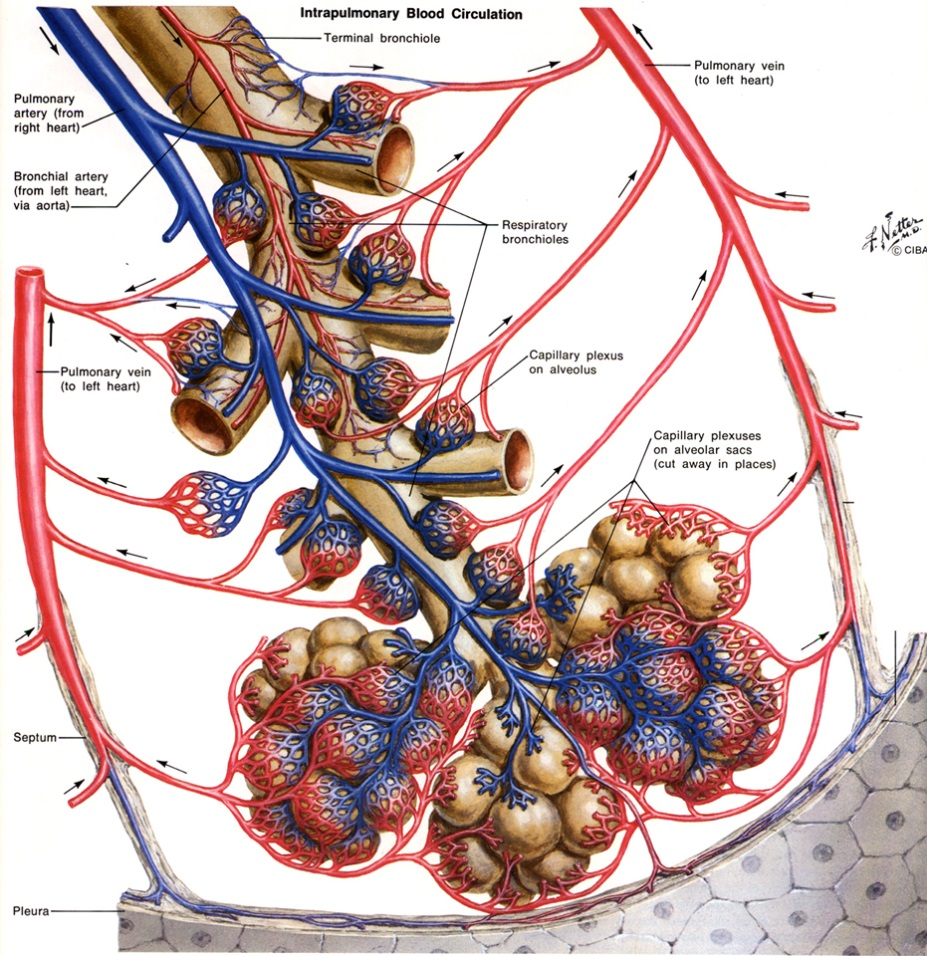 Intrapulmonary Blood Circulation
Terminal bronchiole
Pulmonary vein
(to left heart)
Pulmonary
artery (from
right heart)
Bronchial artery
(from left heart,
via aorta)
Respiratory
bronchioles
F. Netter
M.D.
© CIBA
Capillary plexus
on alveolus
Pulmonary vein
(to left heart)
Capillary plexuses
on alveolar sacs
(cut away in places)
Septum
Pleura